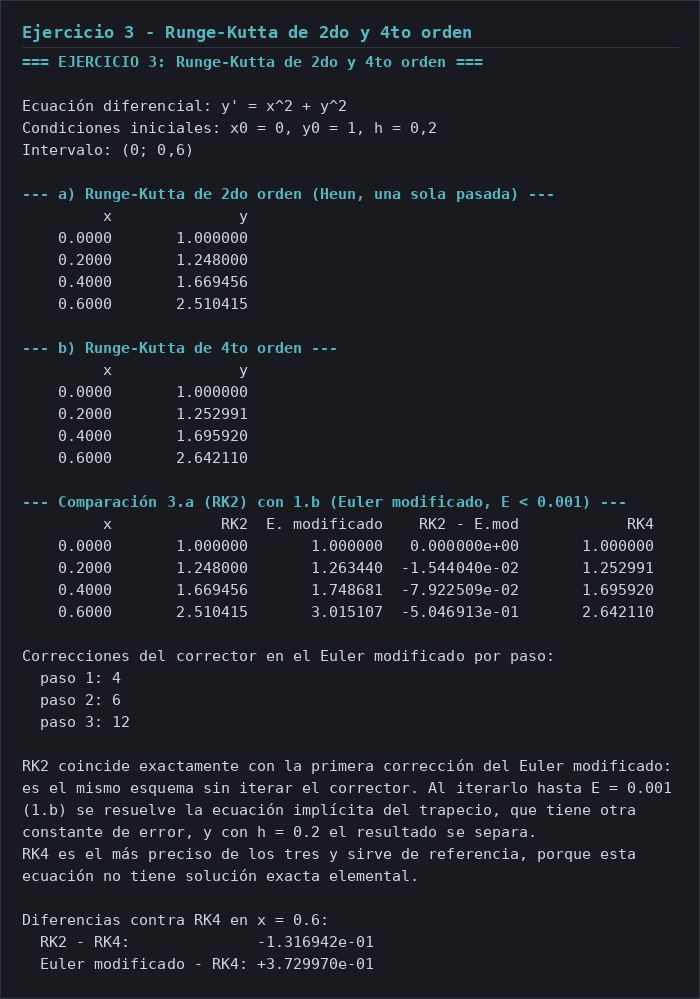 Ejercicio 3 - Runge-Kutta de 2do y 4to orden
=== EJERCICIO 3: Runge-Kutta de 2do y 4to orden ===
Ecuación diferencial: y' = x^2 + y^2
Condiciones iniciales: x0 = 0, y0 = 1, h = 0,2
Intervalo: (0; 0,6)
--- a) Runge-Kutta de 2do orden (Heun, una sola pasada) ---
x y
0.0000 1.000000
0.2000 1.248000
0.4000 1.669456
0.6000 2.510415
--- b) Runge-Kutta de 4to orden ---
x y
0.0000 1.000000
0.2000 1.252991
0.4000 1.695920
0.6000 2.642110
--- Comparación 3.a (RK2) con 1.b (Euler modificado, E < 0.001) ---
x RK2 E. modificado RK2 - E.mod RK4
0.0000 1.000000 1.000000 0.000000e+00 1.000000
0.2000 1.248000 1.263440 -1.544040e-02 1.252991
0.4000 1.669456 1.748681 -7.922509e-02 1.695920
0.6000 2.510415 3.015107 -5.046913e-01 2.642110
Correcciones del corrector en el Euler modificado por paso:
paso 1: 4
paso 2: 6
paso 3: 12
RK2 coincide exactamente con la primera corrección del Euler modificado:
es el mismo esquema sin iterar el corrector. Al iterarlo hasta E = 0.001
(1.b) se resuelve la ecuación implícita del trapecio, que tiene otra
constante de error, y con h = 0.2 el resultado se separa.
RK4 es el más preciso de los tres y sirve de referencia, porque esta
ecuación no tiene solución exacta elemental.
Diferencias contra RK4 en x = 0.6:
RK2 - RK4: -1.316942e-01
Euler modificado - RK4: +3.729970e-01